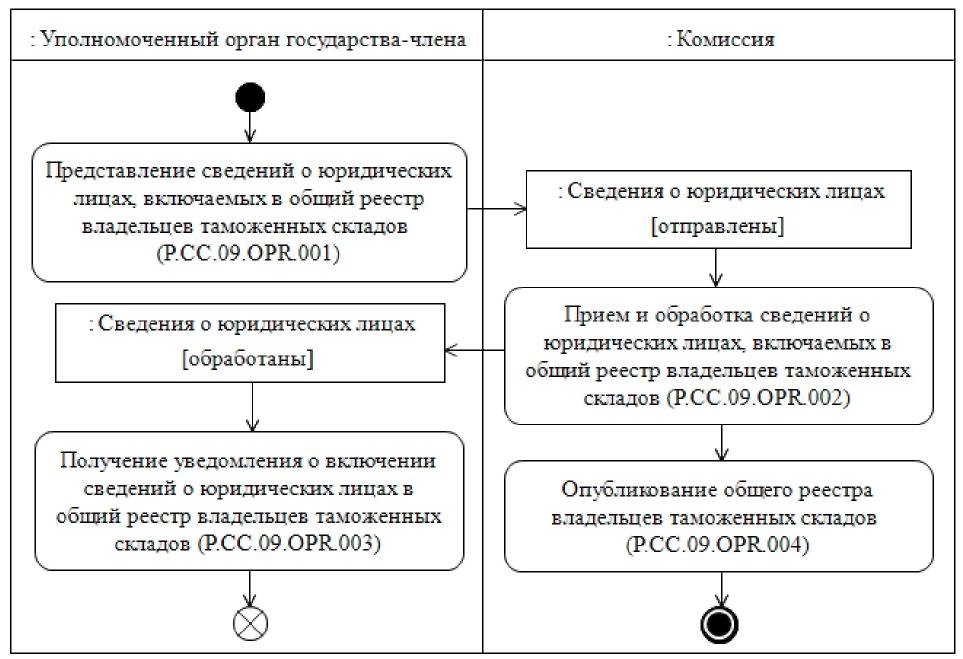 : Уполномоченный орган государства-члена
: Комиссия
Представление сведений о юридических
лицах, включаемых в общий реестр
владельцев таможенных складов
(P.CC.09.OPR.001)
: Сведения о юридических лицах
[отправлены]
Прием и обработка сведений о
юридических лицах, включаемых в
общий реестр владельцев таможенных
складов (P.CC.09.OPR.002)
: Сведения о юридических лицах
[обработаны]
Получение уведомления о включении
сведений о юридических лицах в
общий реестр владельцев таможенных
складов (P.CC.09.OPR.003)
Опубликование общего реестра
владельцев таможенных складов
(P.CC.09.OPR.004)